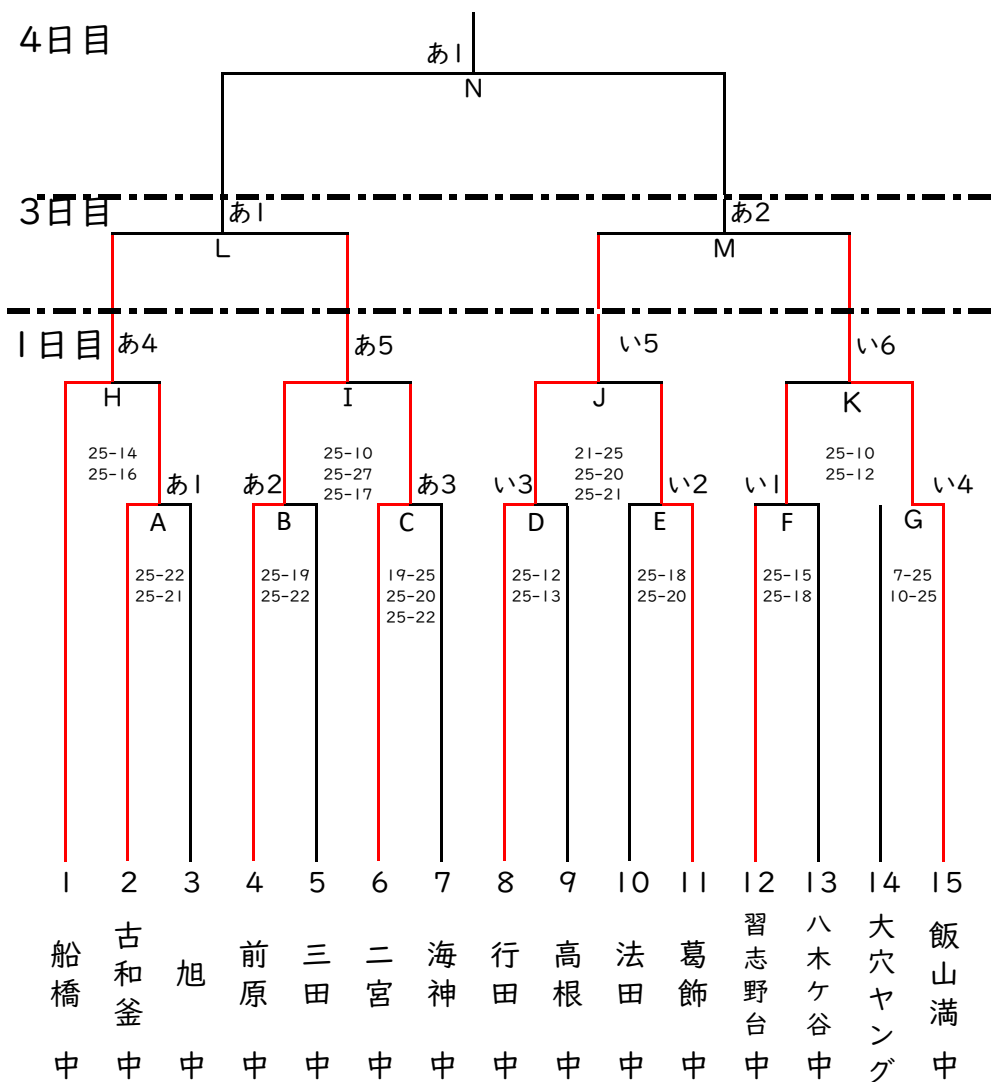 4日目
あ1
N
3日目
あ1
あ2
L
M
1日目
あ4
あ5
い5
い6
H
I
J
K
25-14
25-16
25-10
25-27
25-17
21-25
25-20
25-21
25-10
25-12
あ1
あ2
あ3
い3
い2
い1
い4
A
B
C
D
E
F
G
25-22
25-21
25-19
25-22
19-25
25-20
25-22
25-12
25-13
25-18
25-20
25-15
25-18
7-25
10-25
1
2
3
4
5
6
7
8
9
10
11
12
13
14
15
船橋中
古和釜中
旭中
前原中
三田中
二宮中
海神中
行田中
高根中
法田中
葛飾中
習志野台中
八木ケ谷中
大穴ヤング
飯山満中